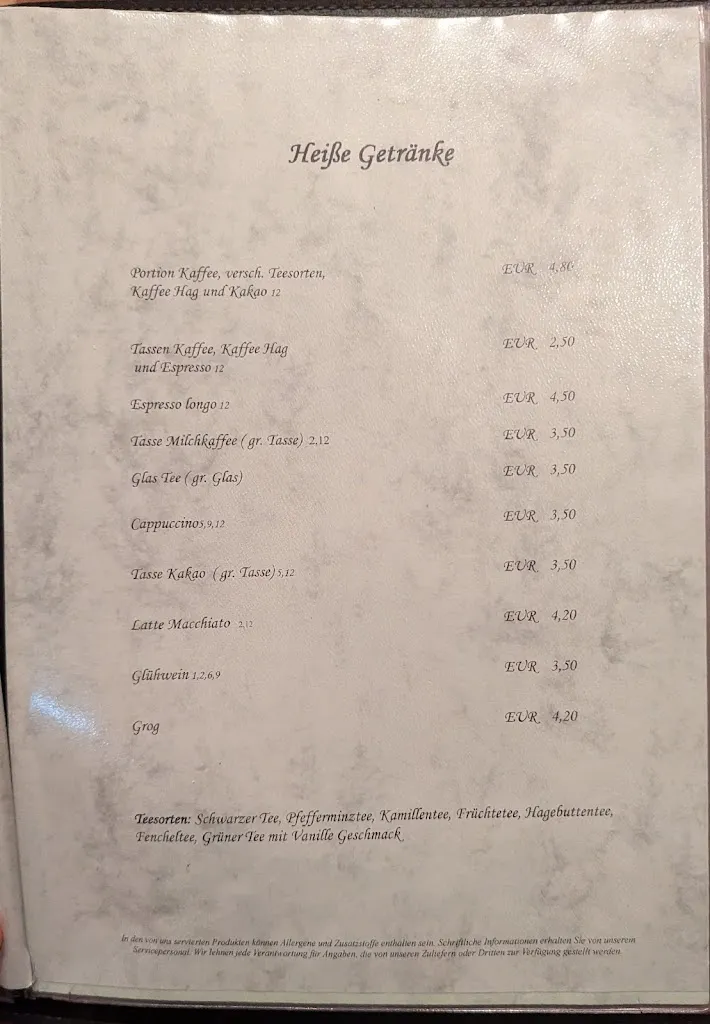 Heiße Getränke
Portion Kaffee, versch. Teesorten, EUR 4,80
Kaffee Hag und Kakao 12
Tassen Kaffee, Kaffee Hag EUR 2,50
und Espresso 12
Espresso longo 12 EUR 4,50
Tasse Milchkaffee ( gr. Tasse) 2,12 EUR 3,50
Glas Tee ( gr. Glas) EUR 3,50
Cappuccino5,9,12 EUR 3,50
Tasse Kakao ( gr. Tasse) 5,12 EUR 3,50
Latte Macchiato 2,12 EUR 4,20
Glühwein 1,2,6,9 EUR 3,50
Grog EUR 4,20
Teesorten: Schwarzer Tee, Pfefferminztee, Kamillentee, Früchtetee, Hagebuttentee,
Fencheltee, Grüner Tee mit Vanille Geschmack
In den von uns servierten Produkten können Allergene und Zusatzstoffe enthalten sein. Schriftliche Informationen erhalten Sie von unserem
Servicepersonal. Wir lehnen jede Verantwortung für Angaben, die von unseren Zuliefern oder Dritten zur Verfügung gestellt werden